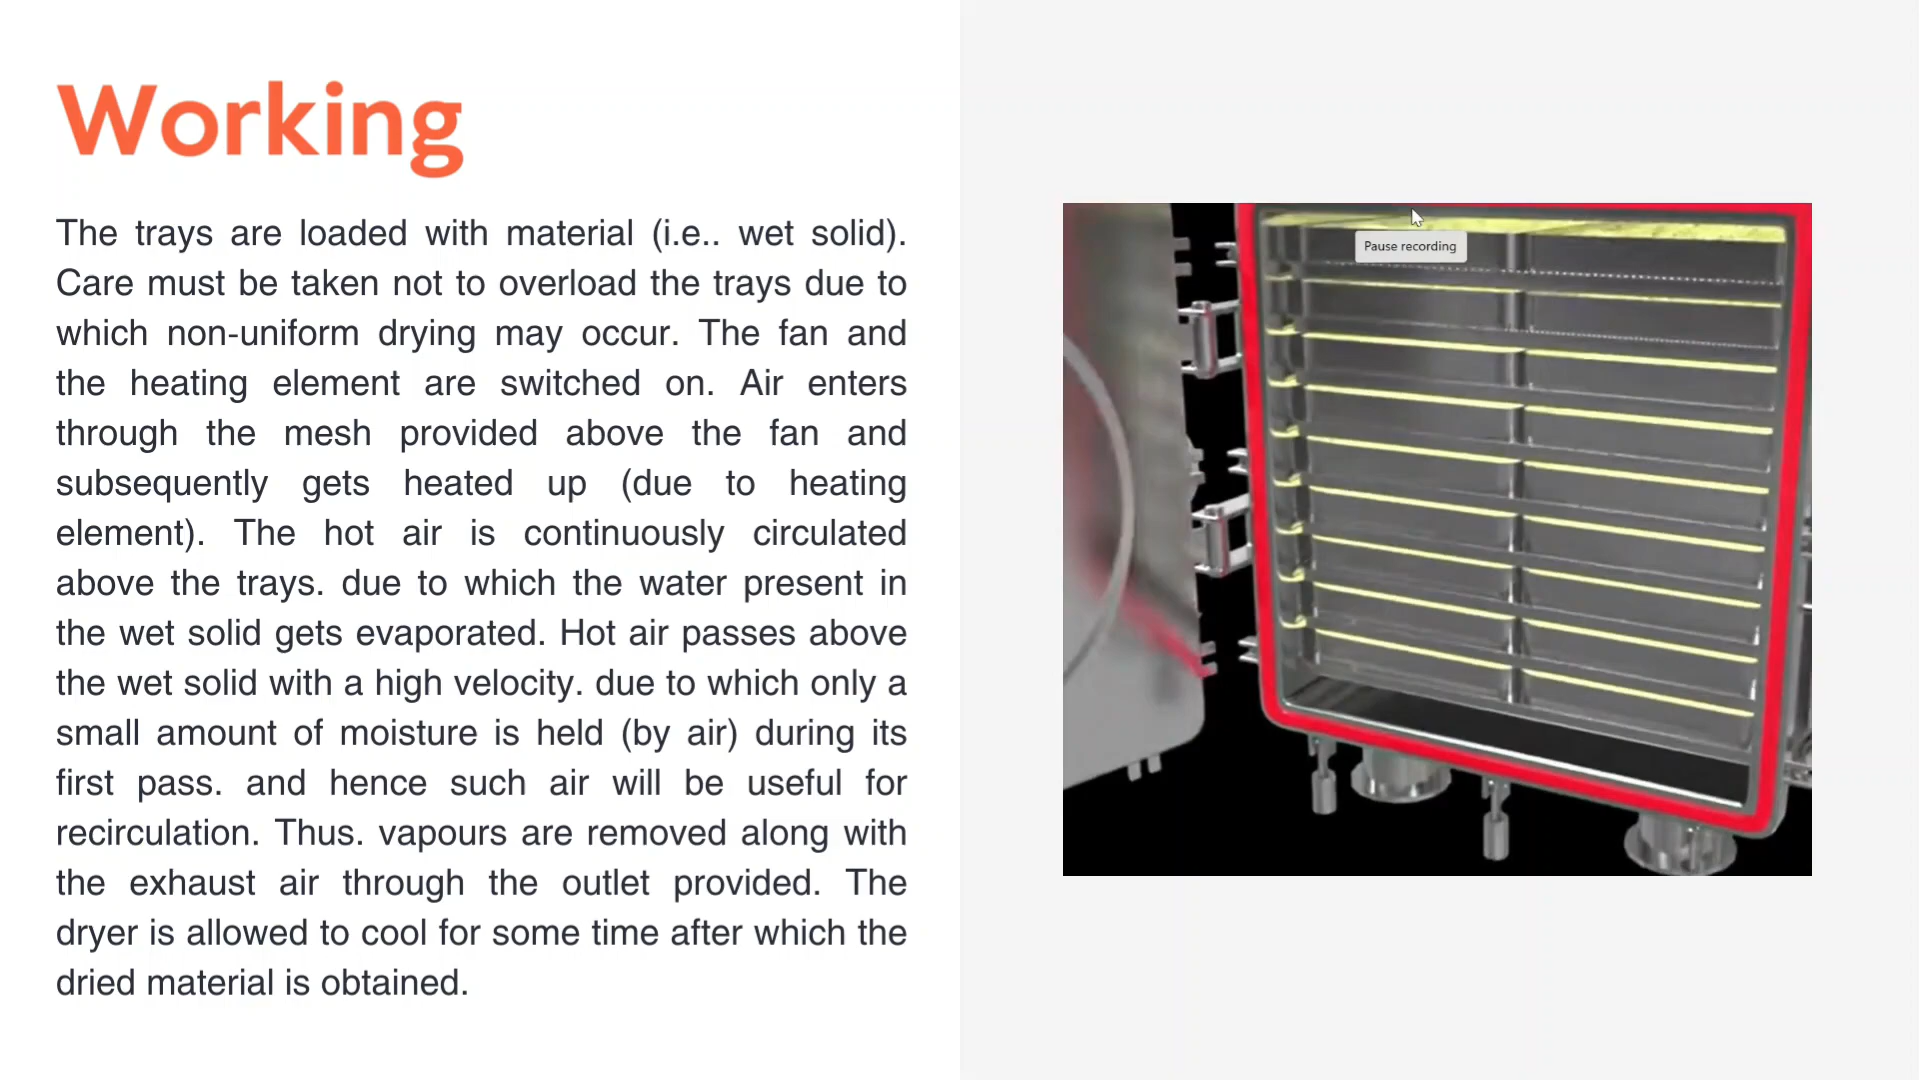 Working
The trays are loaded with material (i.e.. wet solid).
Care must be taken not to overload the trays due to
which non-uniform drying may occur. The fan and
the heating element are switched on. Air enters
through the mesh provided above the fan and
subsequently gets heated up (due to heating
element). The hot air is continuously circulated
above the trays. due to which the water present in
the wet solid gets evaporated. Hot air passes above
the wet solid with a high velocity. due to which only a
small amount of moisture is held (by air) during its
first pass. and hence such air will be useful for
recirculation. Thus. vapours are removed along with
the exhaust air through the outlet provided. The
dryer is allowed to cool for some time after which the
dried material is obtained.
Pause recording